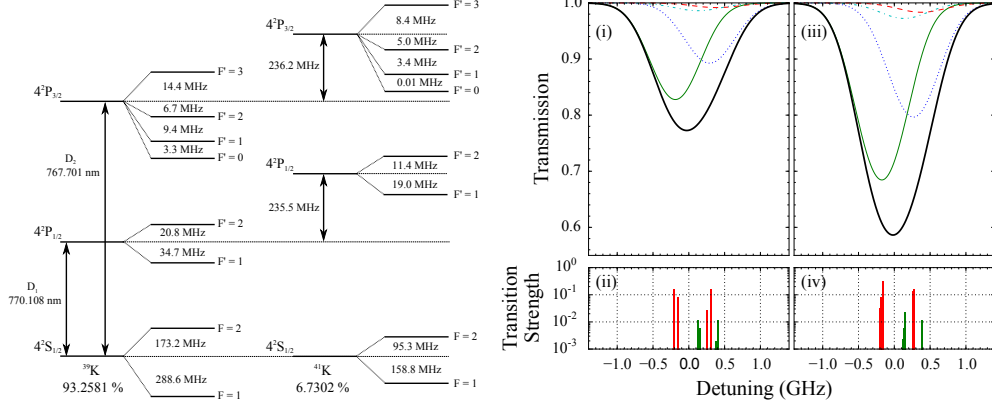 4²P₃/₂
F' = 3
14.4 MHz
6.7 MHz
F' = 2
9.4 MHz
F' = 1
3.3 MHz
F' = 0
D₂
767.701 nm
4²P₁/₂
F' = 2
20.8 MHz
34.7 MHz
F' = 1
D₁
770.108 nm
4²S₁/₂
F = 2
173.2 MHz
288.6 MHz
F = 1
³⁹K
93.2581 %
4²P₃/₂
F' = 3
8.4 MHz
5.0 MHz
F' = 2
3.4 MHz
F' = 1
0.01 MHz
F' = 0
236.2 MHz
4²P₁/₂
F' = 2
11.4 MHz
19.0 MHz
F' = 1
235.5 MHz
4²S₁/₂
F = 2
95.3 MHz
158.8 MHz
F = 1
⁴¹K
6.7302 %
Transmission
1.0
0.9
0.8
0.7
0.6
(i)
(iii)
Transition
Strength
10⁰
10⁻¹
10⁻²
10⁻³
(ii)
(iv)
−1.0 −0.5 0.0 0.5 1.0
−1.0 −0.5 0.0 0.5 1.0
Detuning (GHz)